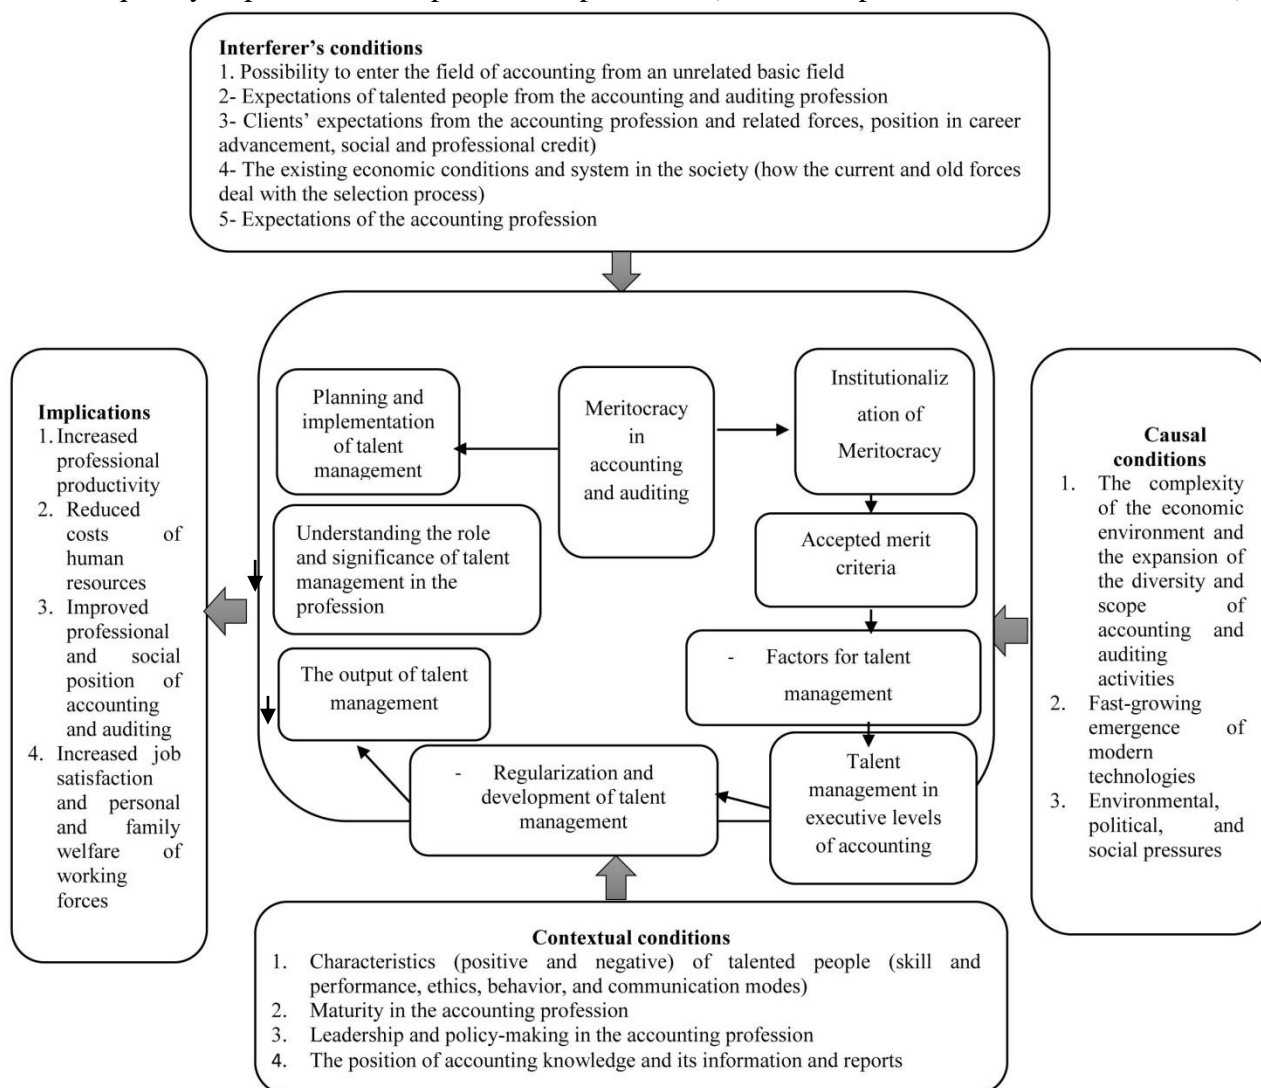 Interferer's conditions
1. Possibility to enter the field of accounting from an unrelated basic field
2- Expectations of talented people from the accounting and auditing profession
3- Clients' expectations from the accounting profession and related forces, position in career
advancement, social and professional credit)
4- The existing economic conditions and system in the society (how the current and old forces
deal with the selection process)
5- Expectations of the accounting profession
Implications
1. Increased
professional
productivity
2. Reduced
costs of
human
resources
3. Improved
professional
and social
position of
accounting
and auditing
4. Increased job
satisfaction
and personal
and family
welfare of
working
forces
Planning and
implementation
of talent
management
Understanding the role
and significance of talent
management in the
profession
The output of talent
management
Meritocracy
in
accounting
and auditing
Institutionaliz
ation of
Meritocracy
Accepted merit
criteria
- Factors for talent
management
Talent
management in
executive levels
of accounting
- Regularization and
development of talent
management
Causal
conditions
1. The complexity
of the economic
environment and
the expansion of
the diversity and
scope of
accounting and
auditing
activities
2. Fast-growing
emergence of
modern
technologies
3. Environmental,
political, and
social pressures
Contextual conditions
1. Characteristics (positive and negative) of talented people (skill and
performance, ethics, behavior, and communication modes)
2. Maturity in the accounting profession
3. Leadership and policy-making in the accounting profession
4. The position of accounting knowledge and its information and reports